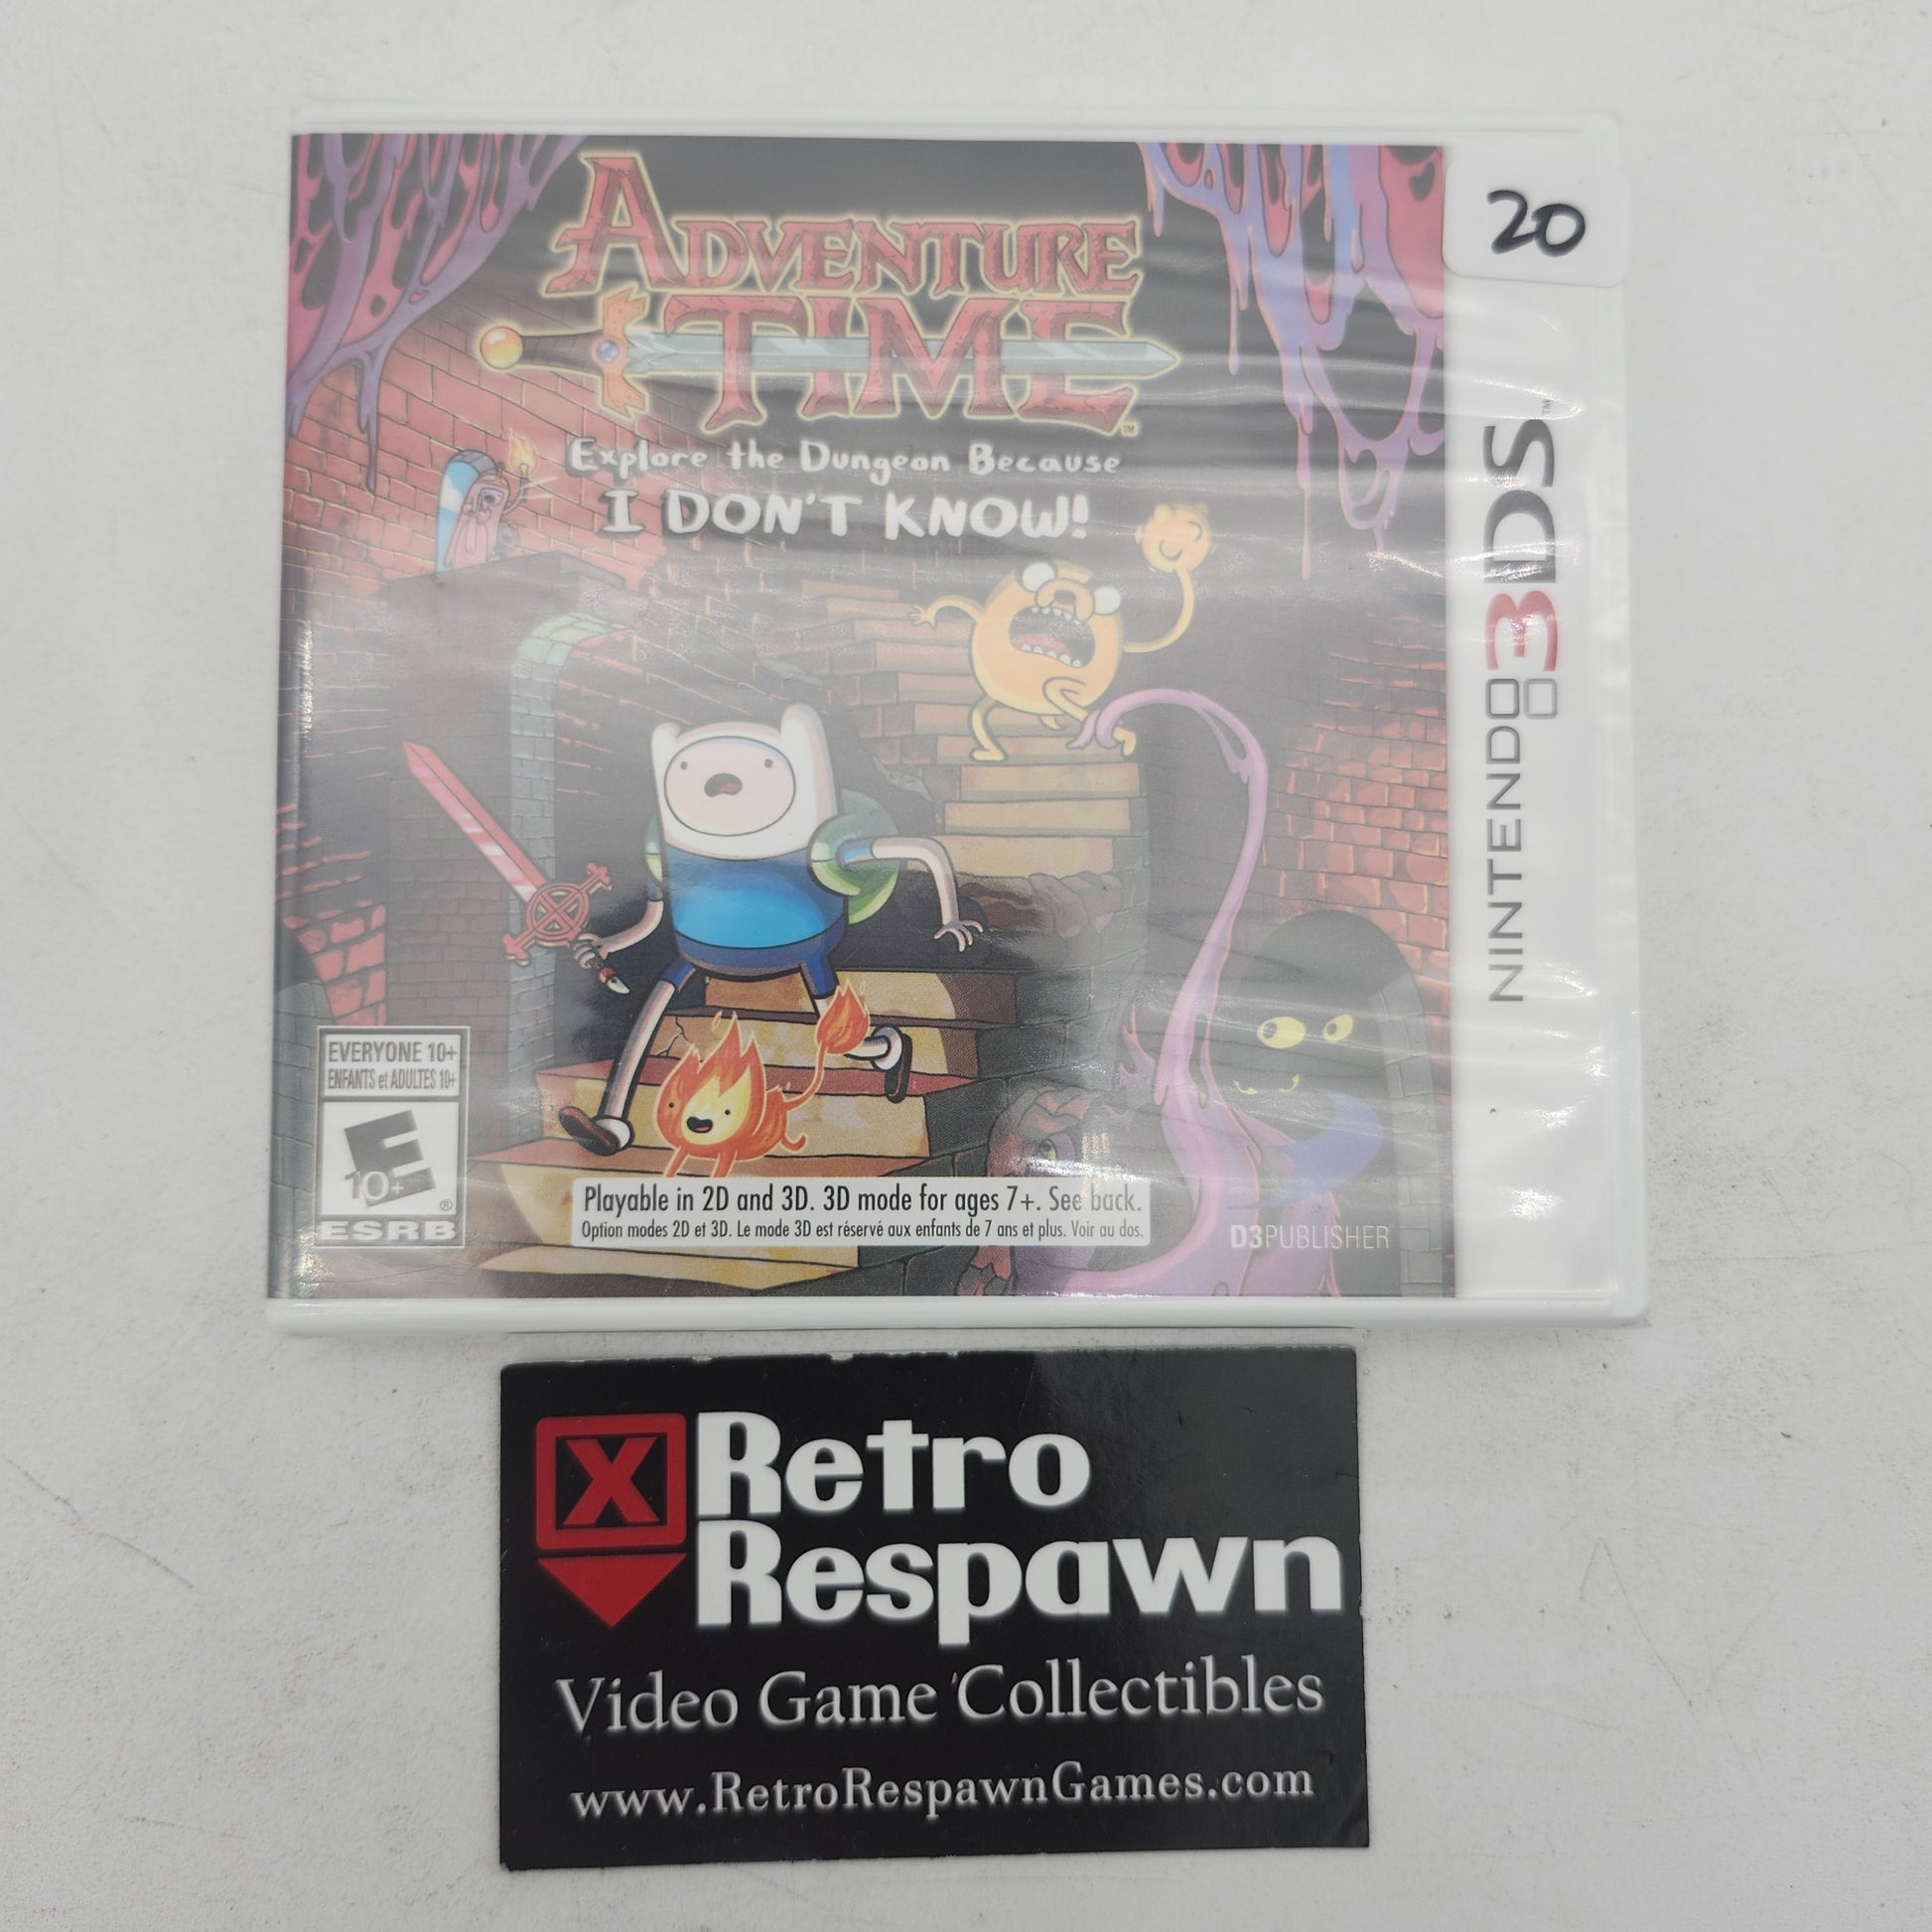 ADVENTURE
TIME™
Explore the Dungeon Because
I DON'T KNOW!
20
NINTENDO 3DS™
EVERYONE 10+
ENFANTS et ADULTES 10+
E
10+
®
ESRB
Playable in 2D and 3D. 3D mode for ages 7+. See back.
Option modes 2D et 3D. Le mode 3D est réservé aux enfants de 7 ans et plus. Voir au dos.
D3PUBLISHER
X
Retro
Respawn
Video Game Collectibles
www.RetroRespawnGames.com